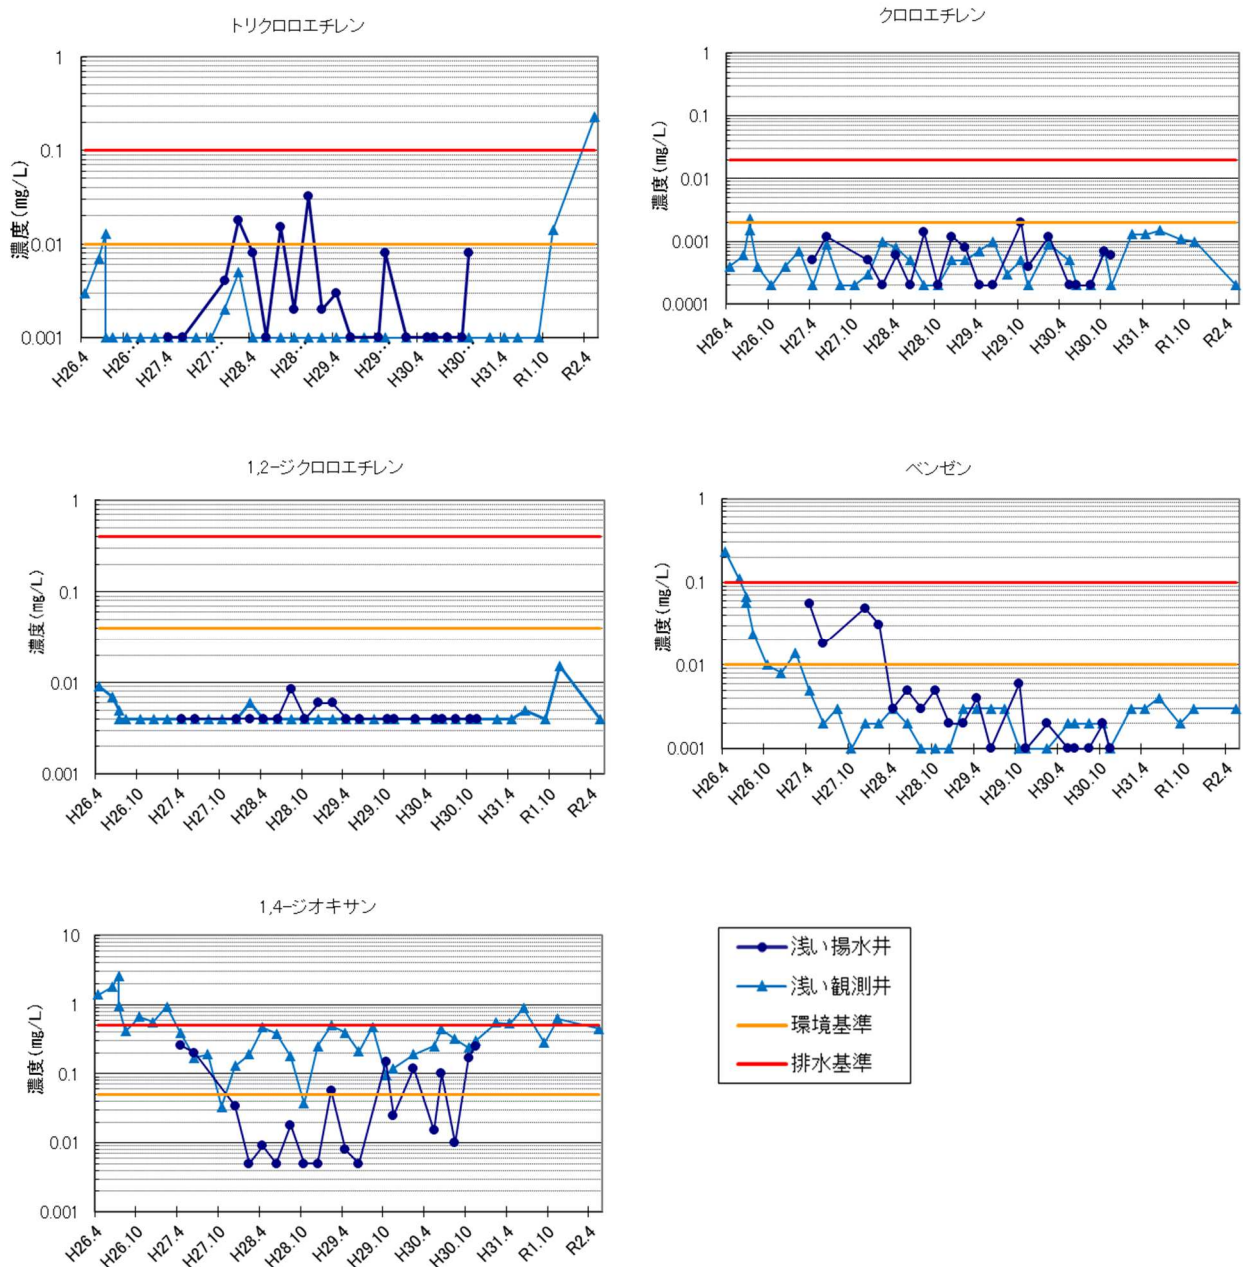 トリクロロエチレン
濃度(mg/L)
1
0.1
0.01
0.001
H26.4
H26...
H27.4
H27...
H28.4
H28...
H29.4
H29...
H30.4
H30...
H31.4
R1.10
R2.4
クロロエチレン
濃度(mg/L)
1
0.1
0.01
0.001
0.0001
H26.4
H26.10
H27.4
H27.10
H28.4
H28.10
H29.4
H29.10
H30.4
H30.10
H31.4
R1.10
R2.4
1,2-ジクロロエチレン
濃度(mg/L)
1
0.1
0.01
0.001
H26.4
H26.10
H27.4
H27.10
H28.4
H28.10
H29.4
H29.10
H30.4
H30.10
H31.4
R1.10
R2.4
ベンゼン
濃度(mg/L)
1
0.1
0.01
0.001
H26.4
H26.10
H27.4
H27.10
H28.4
H28.10
H29.4
H29.10
H30.4
H30.10
H31.4
R1.10
R2.4
1,4-ジオキサン
濃度(mg/L)
10
1
0.1
0.01
0.001
H26.4
H26.10
H27.4
H27.10
H28.4
H28.10
H29.4
H29.10
H30.4
H30.10
H31.4
R1.10
R2.4
浅い揚水井
浅い観測井
環境基準
排水基準